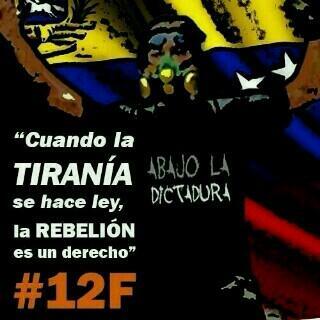 “Cuando la
TIRANÍA
se hace ley,
la REBELIÓN
es un derecho”
#12F
ABAJO LA
DICTADURA